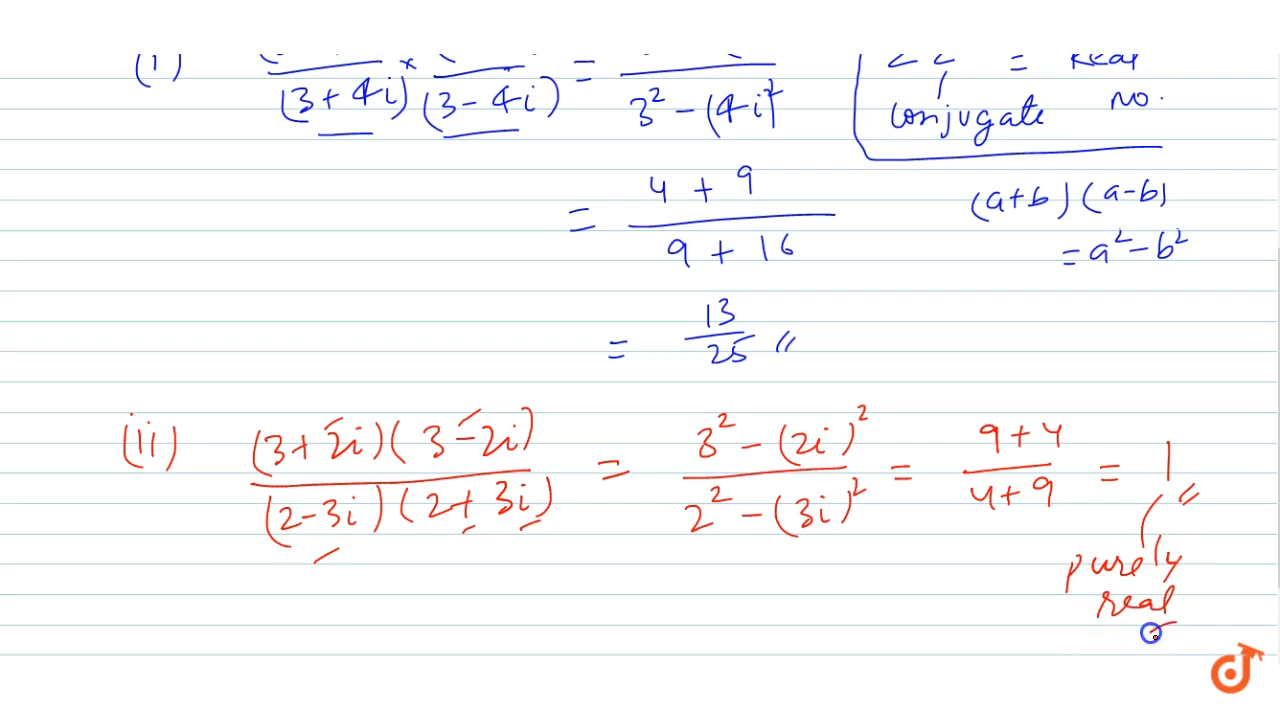 (i) (3+4i) × (3-4i) = 3² - (4i)² = Real
conjugate no.
= 4 + 9 / 9 + 16 (a+b)(a-b)
= a² - b²
= 13/25 //
(ii) (3+2i)(3-2i) / (2-3i)(2+3i) = 3² - (2i)² / 2² - (3i)² = 9+4 / 4+9 = 1 //
purely
real